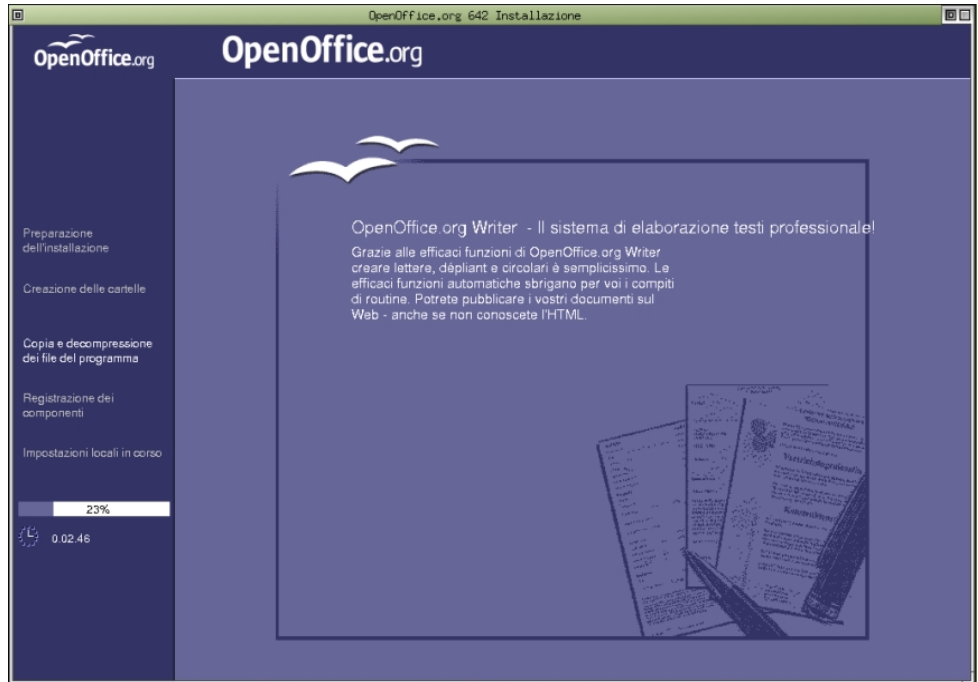 OpenOffice.org 642 Installazione
OpenOffice.org
OpenOffice.org
Preparazione
dell'installazione
Creazione delle cartelle
Copia e decompressione
dei file del programma
Registrazione dei
componenti
Impostazioni locali in corso
23%
0.02.46
OpenOffice.org Writer - Il sistema di elaborazione testi professionale!
Grazie alle efficaci funzioni di OpenOffice.org Writer
creare lettere, dépliant e circolari è semplicissimo. Le
efficaci funzioni automatiche sbrigano per voi i compiti
di routine. Potrete pubblicare i vostri documenti sul
Web - anche se non conoscete l'HTML.